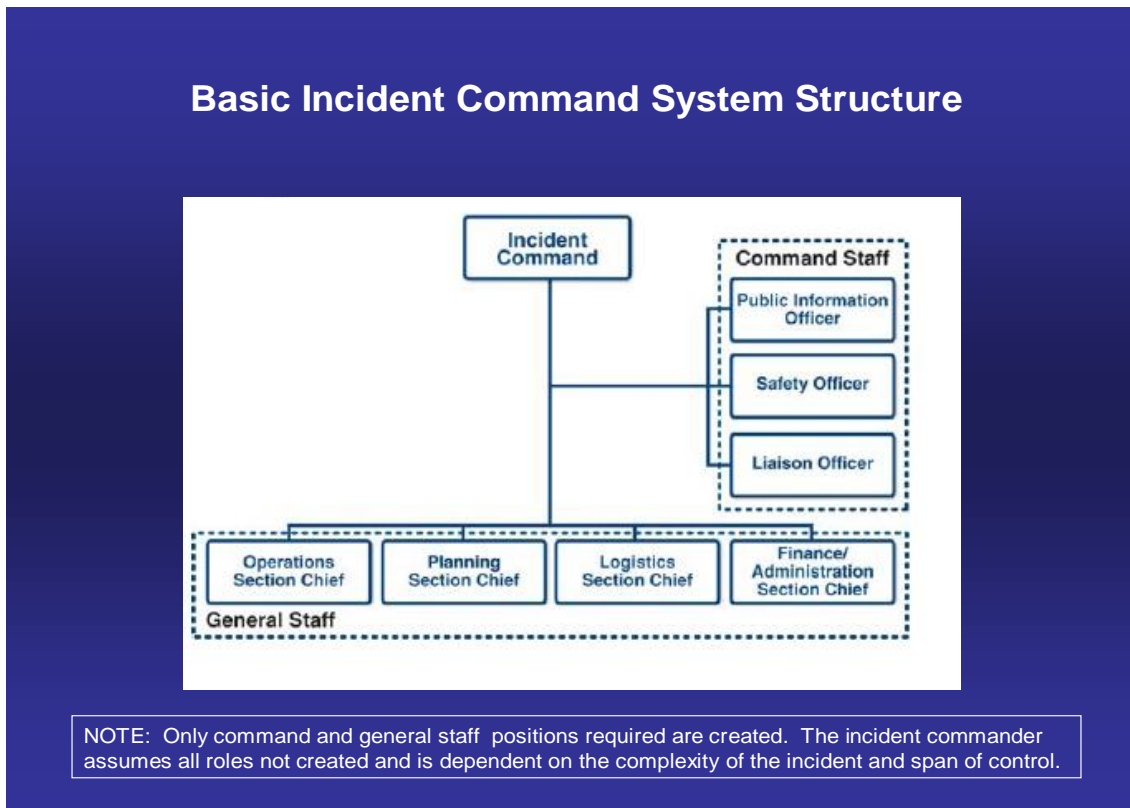 Basic Incident Command System Structure
Incident
Command
Command Staff
Public Information
Officer
Safety Officer
Liaison Officer
Operations
Section Chief
Planning
Section Chief
Logistics
Section Chief
Finance/
Administration
Section Chief
General Staff
NOTE:  Only command and general staff  positions required are created.  The incident commander
assumes all roles not created and is dependent on the complexity of the incident and span of control.